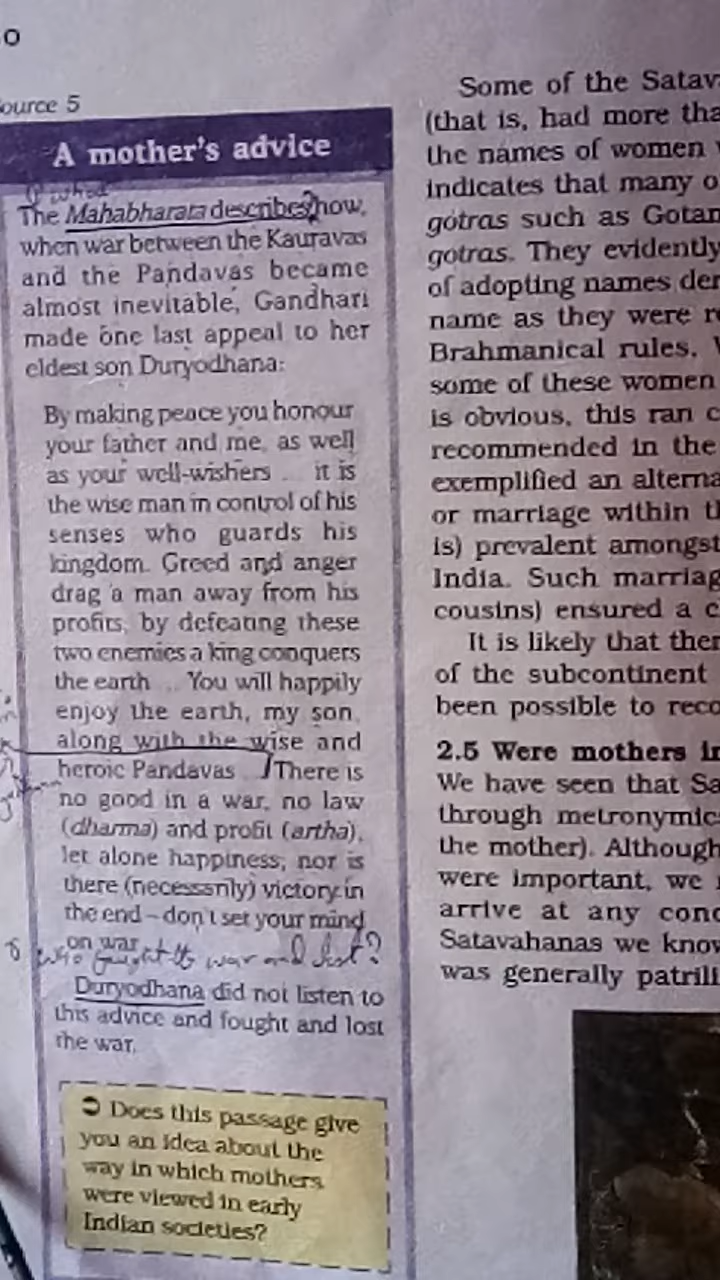 ource 5
A mother's advice
The Mahabharata describes how,
when war between the Kauravas
and the Pandavas became
almost inevitable, Gandhari
made one last appeal to her
eldest son Duryodhana:
By making peace you honour
your father and me, as well
as your well-wishers ... it is
the wise man in control of his
senses who guards his
kingdom. Greed and anger
drag a man away from his
profits; by defeating these
two enemies a king conquers
the earth ... You will happily
enjoy the earth, my son,
along with the wise and
heroic Pandavas ... There is
no good in a war, no law
(dharma) and profit (artha),
let alone happiness; nor is
there (necessarily) victory in
the end – don't set your mind
on war ...
who fought the war and lost?
Duryodhana did not listen to
this advice and fought and lost
the war.
Does this passage give
you an idea about the
way in which mothers
were viewed in early
Indian societies?
Some of the Satav
(that is, had more tha
the names of women
indicates that many o
gotras such as Gotam
gotras. They evidently
of adopting names der
name as they were r
Brahmanical rules.
some of these women
is obvious, this ran c
recommended in the
exemplified an alterna
or marriage within th
is) prevalent amongst
India. Such marriag
cousins) ensured a c
It is likely that ther
of the subcontinent
been possible to reco
2.5 Were mothers im
We have seen that Sa
through metronymic
the mother). Although
were important, we
arrive at any conc
Satavahanas we know
was generally patrili